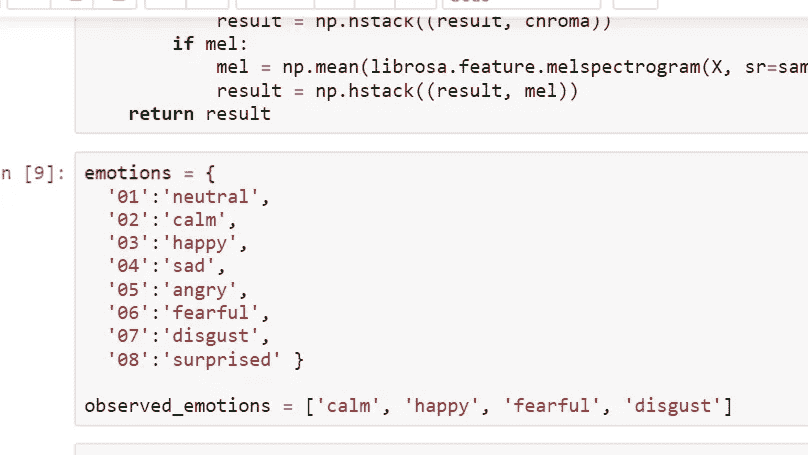 result = np.hstack((result, chroma))
if mel:
mel = np.mean(librosa.feature.melspectrogram(X, sr=sam
result = np.hstack((result, mel))
return result
n [9]:
emotions = {
'01':'neutral',
'02':'calm',
'03':'happy',
'04':'sad',
'05':'angry',
'06':'fearful',
'07':'disgust',
'08':'surprised' }
observed_emotions = ['calm', 'happy', 'fearful', 'disgust']